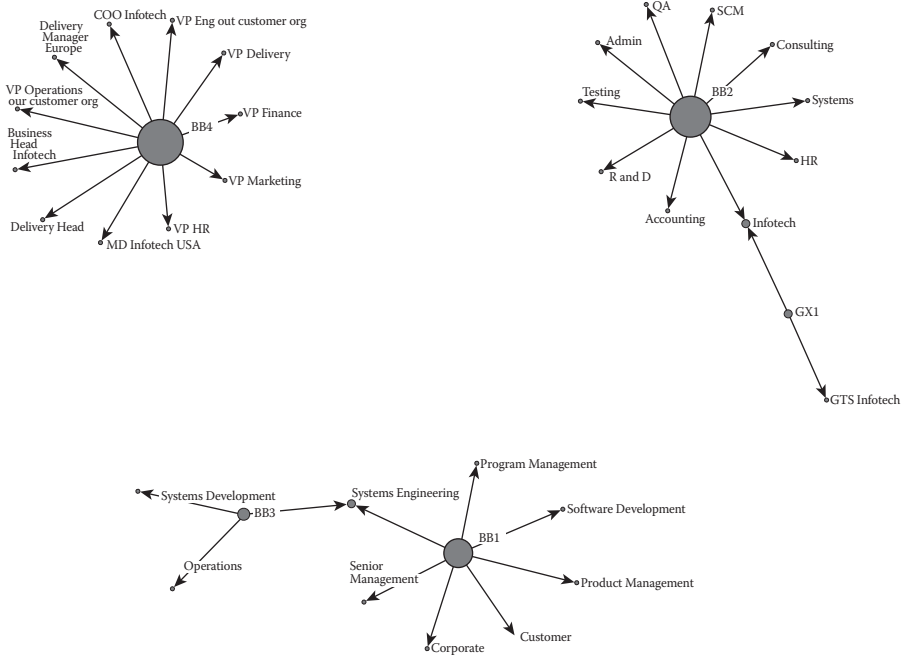 COO Infotech
VP Eng out customer org
Delivery
Manager
Europe
VP Delivery
VP Operations
our customer org
VP Finance
BB4
Business
Head
Infotech
VP Marketing
Delivery Head
VP HR
MD Infotech USA
QA
SCM
Admin
Consulting
Testing
BB2
Systems
HR
R and D
Accounting
Infotech
GX1
GTS Infotech
Program Management
Systems Development
Systems Engineering
BB3
Software Development
BB1
Operations
Senior
Management
Product Management
Customer
Corporate